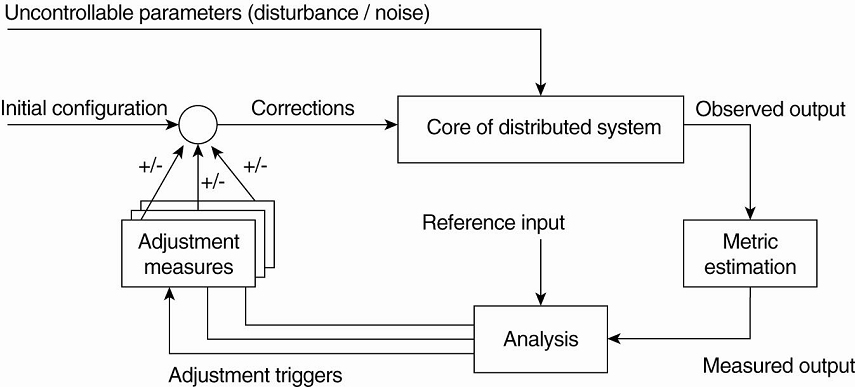 Uncontrollable parameters (disturbance / noise)
Initial configuration
Corrections
Core of distributed system
Observed output
+/-
+/-
+/-
Reference input
Adjustment
measures
Metric
estimation
Analysis
Adjustment triggers
Measured output